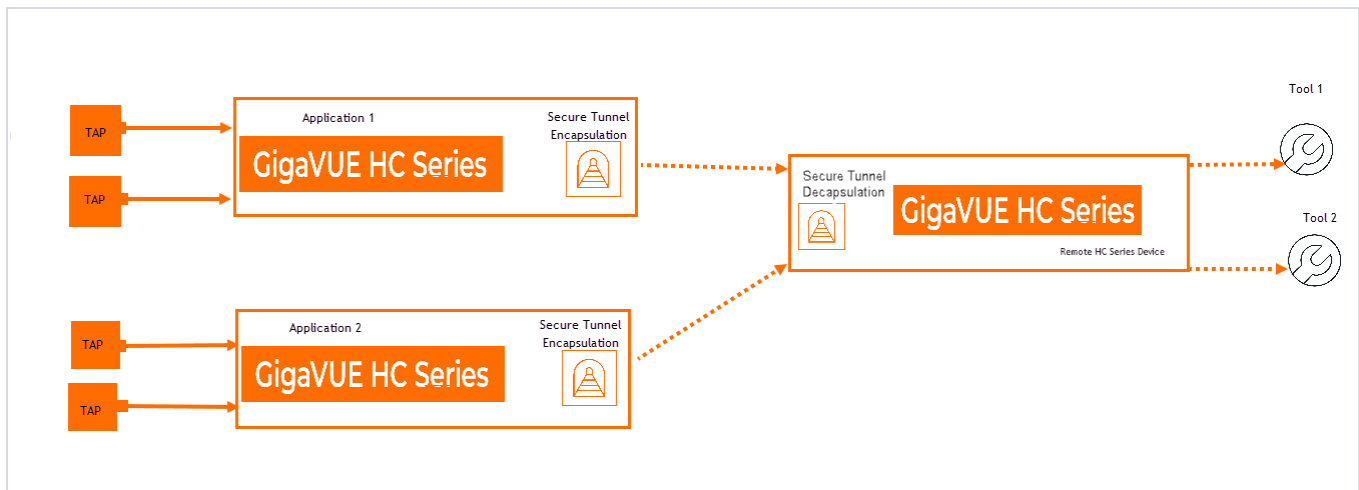 Tool 1
Application 1
Secure Tunnel
Encapsulation
TAP
GigaVUE HC Series
TAP
Secure Tunnel
Decapsulation
GigaVUE HC Series
Remote HC Series Device
Tool 2
Application 2
Secure Tunnel
Encapsulation
TAP
GigaVUE HC Series
TAP